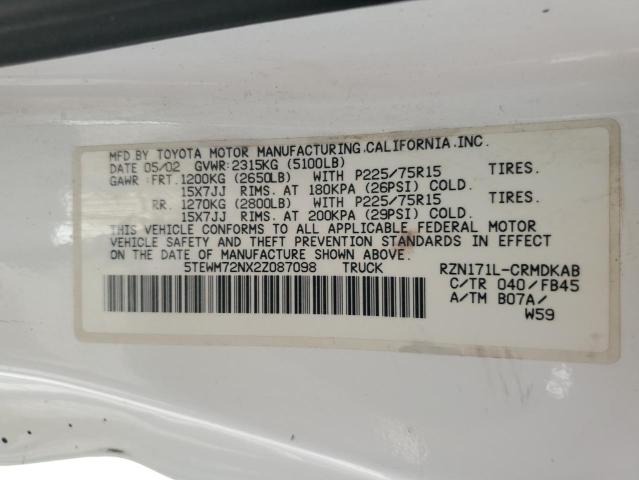 MFD.BY TOYOTA MOTOR MANUFACTURING.CALIFORNIA.INC.
DATE 05/02 GVWR:2315KG (5100LB)
GAWR: FRT.1200KG (2650LB) WITH P225/75R15 TIRES.
15X7JJ RIMS. AT 180KPA (26PSI) COLD.
RR. 1270KG (2800LB) WITH P225/75R15 TIRES.
15X7JJ RIMS. AT 200KPA (29PSI) COLD.
THIS VEHICLE CONFORMS TO ALL APPLICABLE FEDERAL MOTOR
VEHICLE SAFETY AND THEFT PREVENTION STANDARDS IN EFFECT
ON THE DATE OF MANUFACTURE SHOWN ABOVE.
5TEWM72NX2Z087098 TRUCK RZN171L-CRMDKAB
C/TR 040/FB45
A/TM B07A/
W59